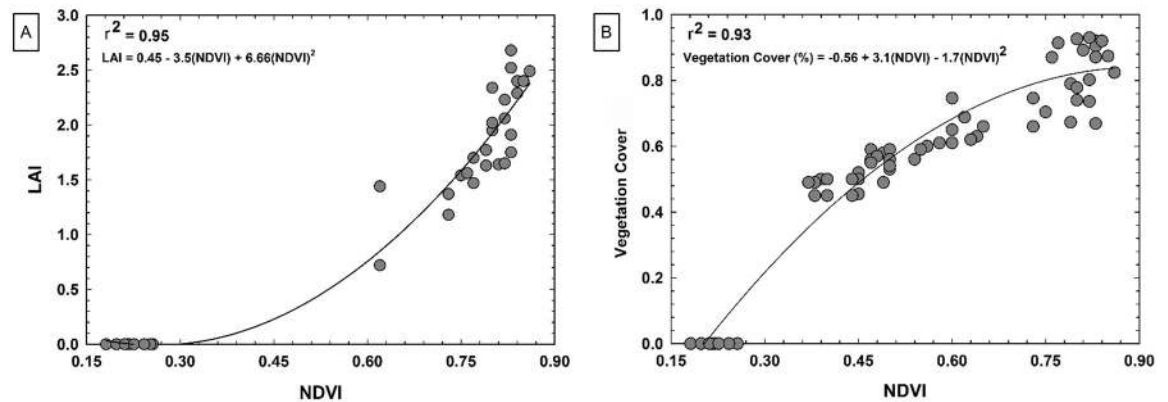 A
r² = 0.95
LAI = 0.45 - 3.5(NDVI) + 6.66(NDVI)²
3.0
2.5
2.0
1.5
1.0
0.5
0.0
LAI
0.15 0.30 0.45 0.60 0.75 0.90
NDVI
B
r² = 0.93
Vegetation Cover (%) = -0.56 + 3.1(NDVI) - 1.7(NDVI)²
1.0
0.8
0.6
0.4
0.2
0.0
Vegetation Cover
0.15 0.30 0.45 0.60 0.75 0.90
NDVI